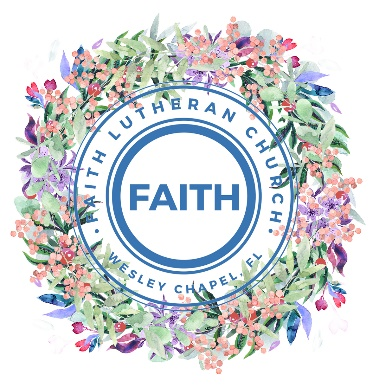 FAITH LUTHERAN CHURCH
FAITH
WESLEY CHAPEL, FL